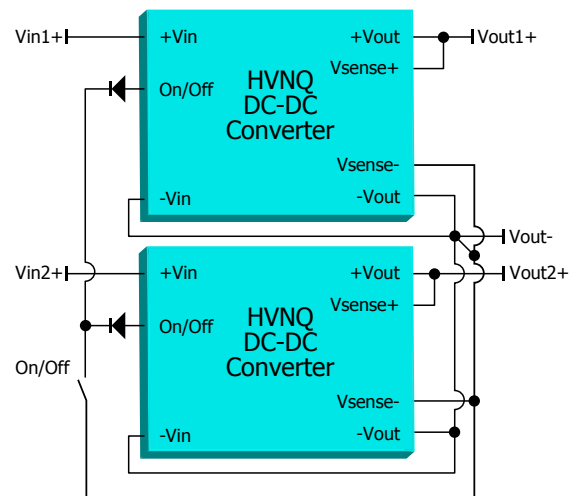 Vin1+
+Vin
+Vout
Vout1+
Vsense+
On/Off
HVNQ
DC-DC
Converter
Vsense-
-Vin
-Vout
Vout-
Vin2+
+Vin
+Vout
Vout2+
Vsense+
On/Off
HVNQ
DC-DC
Converter
On/Off
Vsense-
-Vin
-Vout